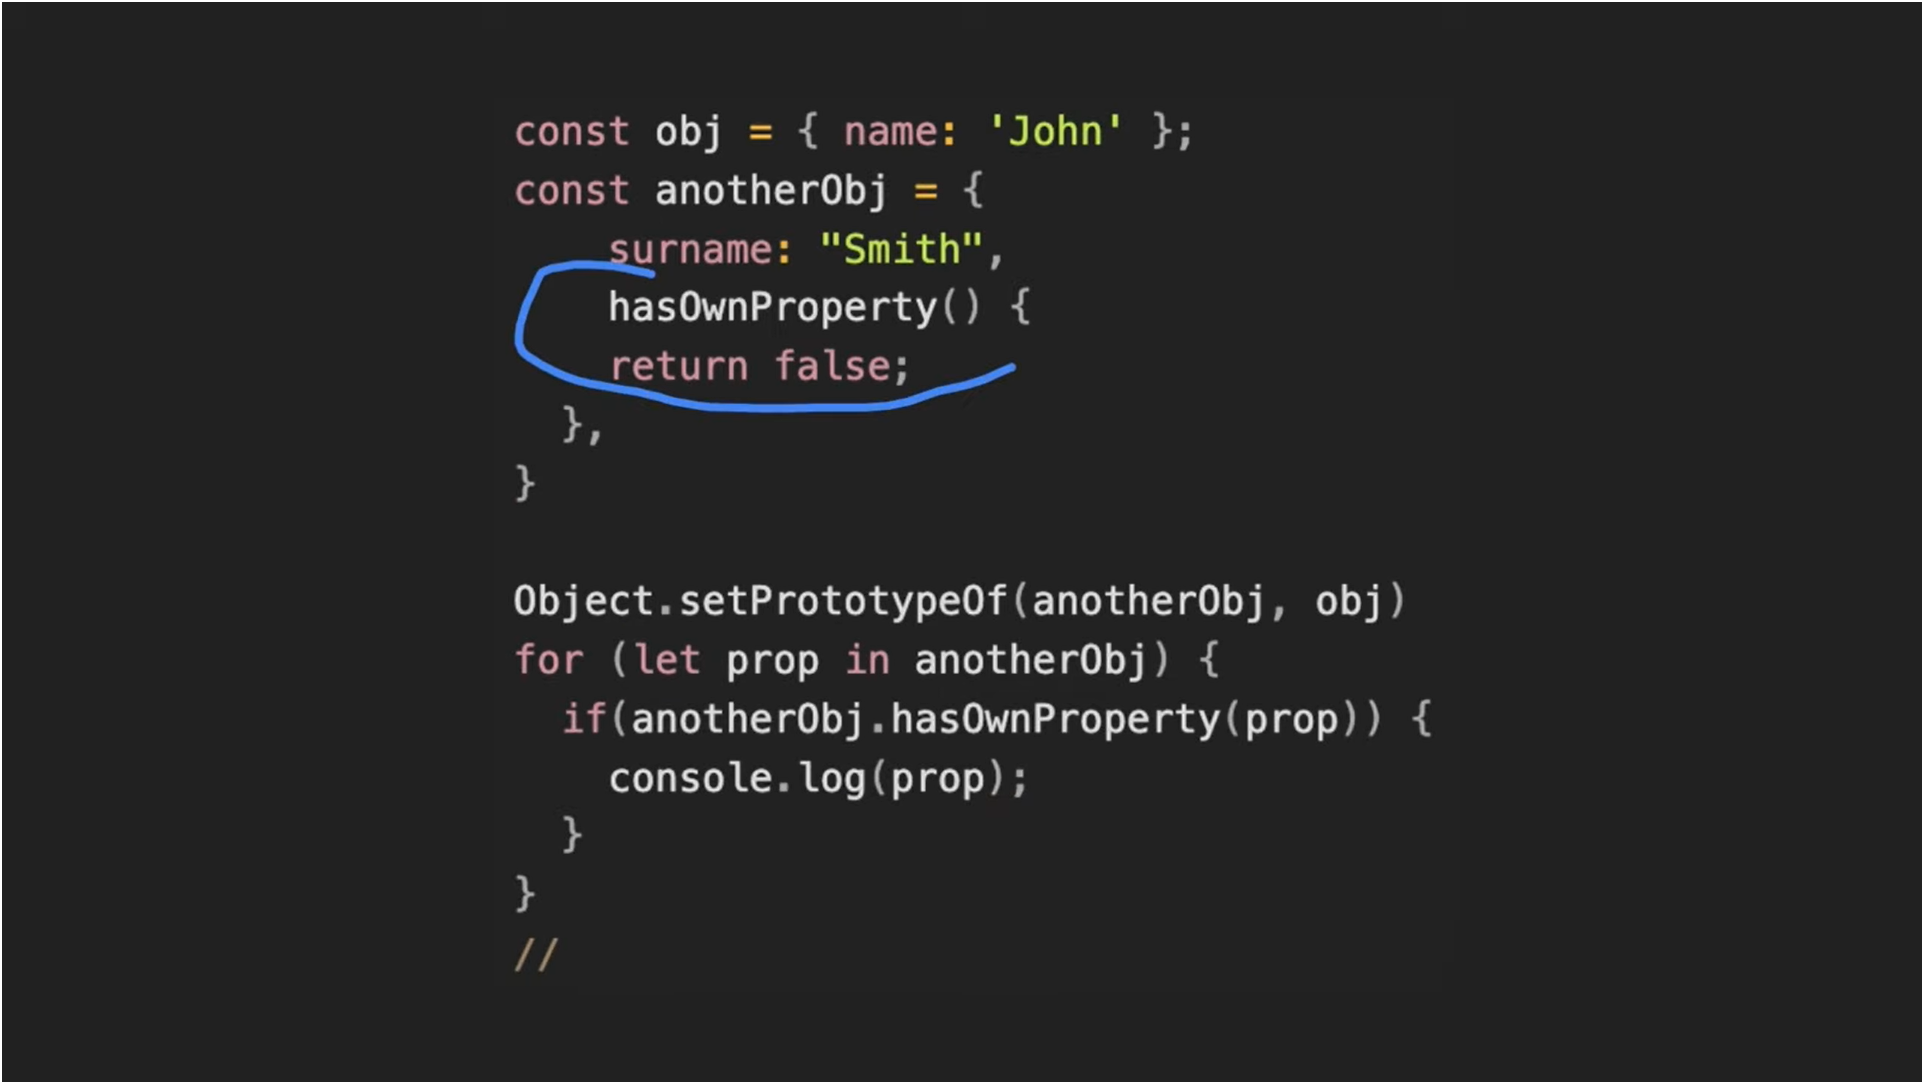 const obj = { name: 'John' };
const anotherObj = {
    surname: "Smith",
    hasOwnProperty() {
    return false;
  },
}

Object.setPrototypeOf(anotherObj, obj)
for (let prop in anotherObj) {
  if(anotherObj.hasOwnProperty(prop)) {
    console.log(prop);
  }
}
//